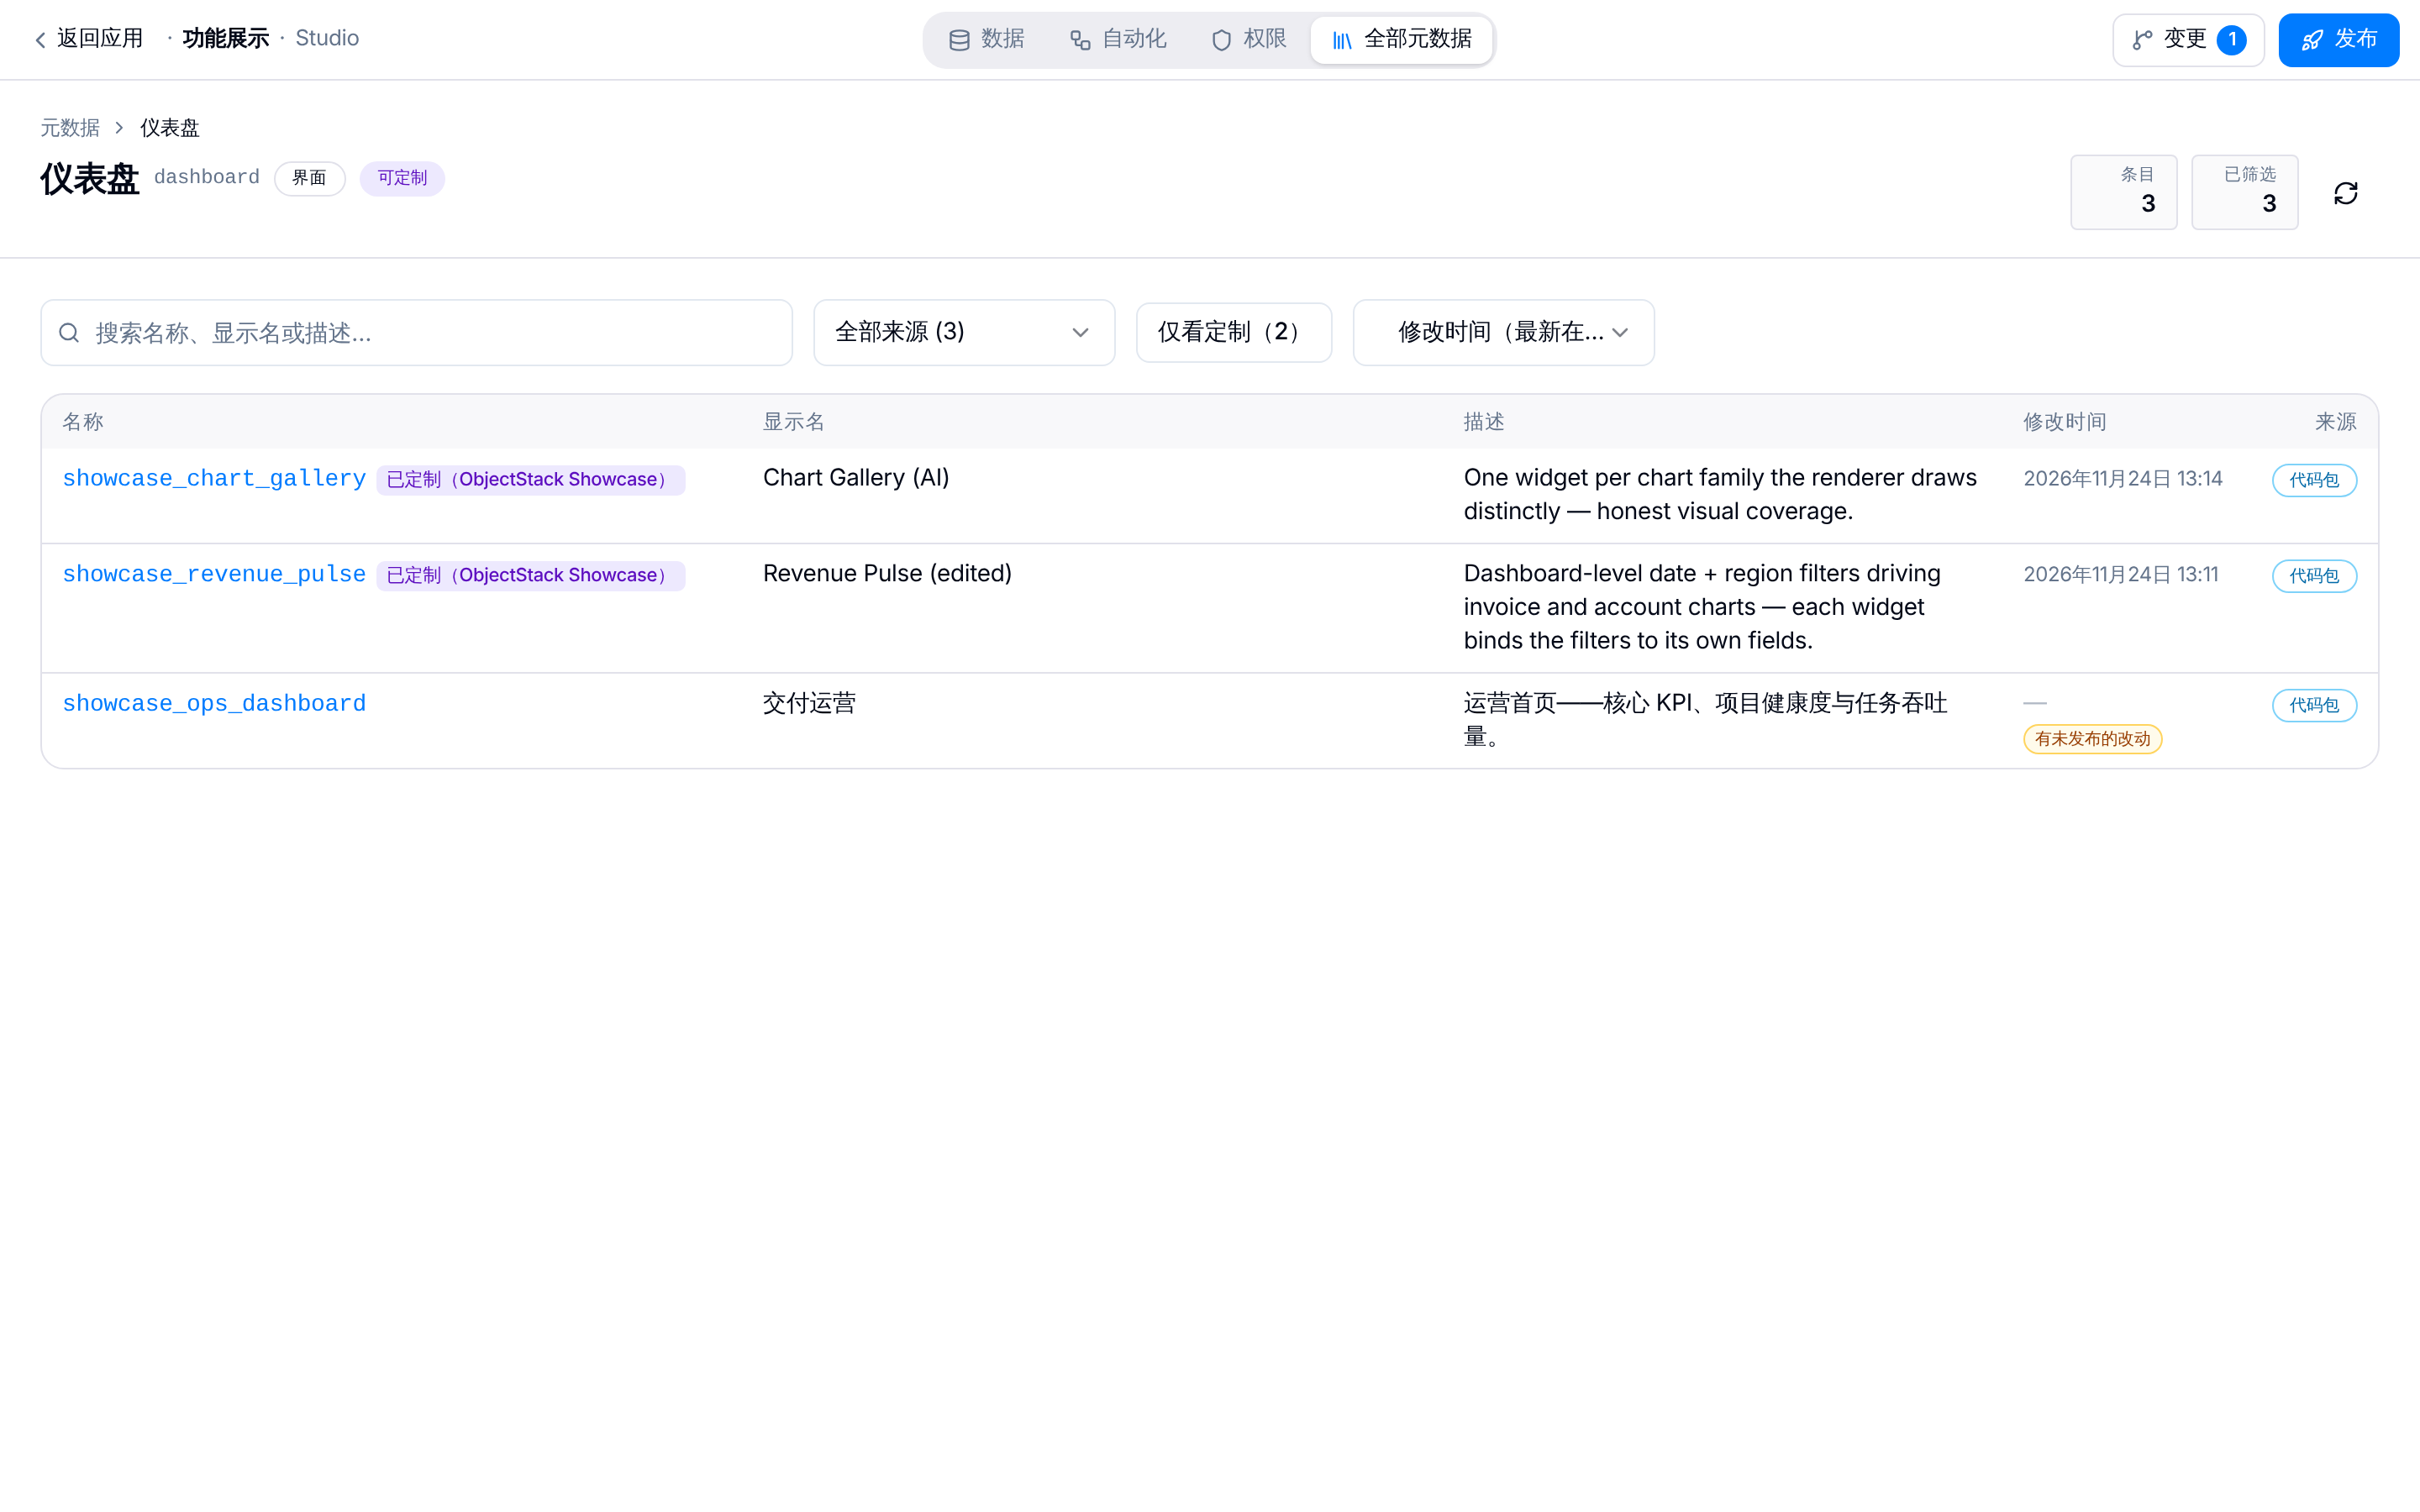 返回应用 · 功能展示 · Studio
数据
自动化
权限
全部元数据
变更 1
发布
元数据 > 仪表盘
仪表盘 dashboard 界面 可定制
条目
3
已筛选
3
搜索名称、显示名或描述...
全部来源 (3)
仅看定制（2）
修改时间（最新在...
名称 显示名 描述 修改时间 来源
showcase_chart_gallery 已定制（ObjectStack Showcase） Chart Gallery (AI) One widget per chart family the renderer draws 2026年11月24日 13:14 代码包
distinctly — honest visual coverage.
showcase_revenue_pulse 已定制（ObjectStack Showcase） Revenue Pulse (edited) Dashboard-level date + region filters driving 2026年11月24日 13:11 代码包
invoice and account charts — each widget
binds the filters to its own fields.
showcase_ops_dashboard 交付运营 运营首页——核心 KPI、项目健康度与任务吞吐 — 代码包
量。 有未发布的改动